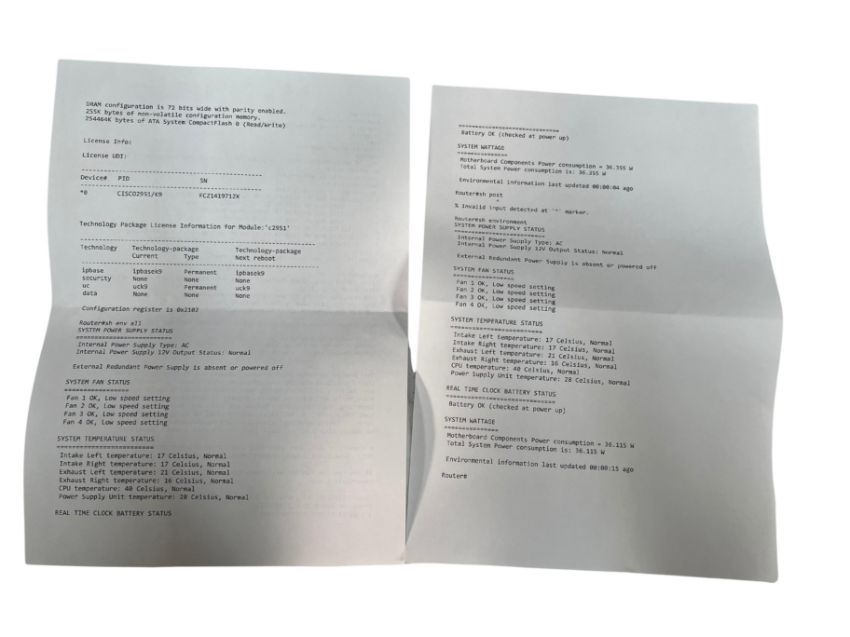 DRAM configuration is 72 bits wide with parity enabled.
255K bytes of non-volatile configuration memory.
254464K bytes of ATA System CompactFlash 0 (Read/Write)
License Info:
License UDI:
-------------------------------------------------
Device# PID SN
-------------------------------------------------
*0 CISCO2951/K9 FCZ1419712X
Technology Package License Information for Module:'c2951'
-----------------------------------------------------------------
Technology Technology-package Technology-package
Current Type Next reboot
-----------------------------------------------------------------
ipbase ipbasek9 Permanent ipbasek9
security None None None
uc uck9 Permanent uck9
data None None None
Configuration register is 0x2102
Router#sh env all
SYSTEM POWER SUPPLY STATUS
==========================
Internal Power Supply Type: AC
Internal Power Supply 12V Output Status: Normal
External Redundant Power Supply is absent or powered off
SYSTEM FAN STATUS
=================
Fan 1 OK, Low speed setting
Fan 2 OK, Low speed setting
Fan 3 OK, Low speed setting
Fan 4 OK, Low speed setting
SYSTEM TEMPERATURE STATUS
=========================
Intake Left temperature: 17 Celsius, Normal
Intake Right temperature: 17 Celsius, Normal
Exhaust Left temperature: 21 Celsius, Normal
Exhaust Right temperature: 16 Celsius, Normal
CPU temperature: 40 Celsius, Normal
Power Supply Unit temperature: 28 Celsius, Normal
REAL TIME CLOCK BATTERY STATUS
==============================
Battery OK (checked at power up)
SYSTEM WATTAGE
===============
Motherboard Components Power consumption = 36.355 W
Total System Power consumption is: 36.355 W
Environmental information last updated 00:00:04 ago
Router#sh post
^
% Invalid input detected at '^' marker.
Router#sh environment
SYSTEM POWER SUPPLY STATUS
==========================
Internal Power Supply Type: AC
Internal Power Supply 12V Output Status: Normal
External Redundant Power Supply is absent or powered off
SYSTEM FAN STATUS
=================
Fan 1 OK, Low speed setting
Fan 2 OK, Low speed setting
Fan 3 OK, Low speed setting
Fan 4 OK, Low speed setting
SYSTEM TEMPERATURE STATUS
=========================
Intake Left temperature: 17 Celsius, Normal
Intake Right temperature: 17 Celsius, Normal
Exhaust Left temperature: 21 Celsius, Normal
Exhaust Right temperature: 16 Celsius, Normal
CPU temperature: 40 Celsius, Normal
Power Supply Unit temperature: 28 Celsius, Normal
REAL TIME CLOCK BATTERY STATUS
==============================
Battery OK (checked at power up)
SYSTEM WATTAGE
===============
Motherboard Components Power consumption = 36.115 W
Total System Power consumption is: 36.115 W
Environmental information last updated 00:00:15 ago
Router#